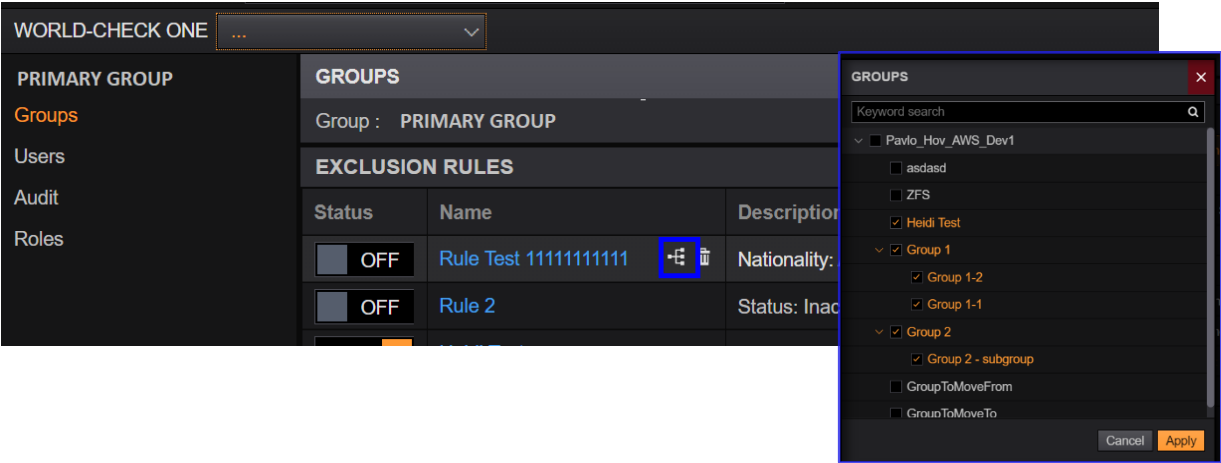 WORLD-CHECK ONE ...
PRIMARY GROUP
Groups
Users
Audit
Roles
GROUPS
Group : PRIMARY GROUP
EXCLUSION RULES
Status Name Description
OFF Rule Test 11111111111 Nationality:
OFF Rule 2 Status: Inac
GROUPS
Keyword search
Pavlo_Hov_AWS_Dev1
asdasd
ZFS
Heidi Test
Group 1
Group 1-2
Group 1-1
Group 2
Group 2 - subgroup
GroupToMoveFrom
GroupToMoveTo
Cancel Apply